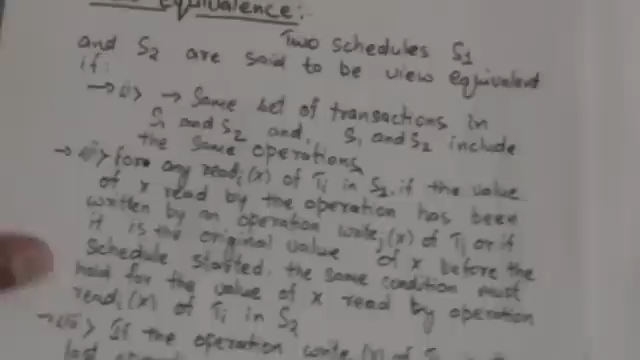 Equivalence:-
Two schedules S1
and S2 are said to be view equivalent
if:
→ i> → Same set of transactions in
S1 and S2 and, S1 and S2 include
the same operations.
→ ii> fore any readi(x) of Ti in S1, if the value
of x read by the operation has been
written by an operation writej(x) of Tj or if
it is the original value of x before the
schedule started, the same condition must
hold for the value of x read by operation
readi(x) of Ti in S2
→ iii> If the operation write (x) of
last